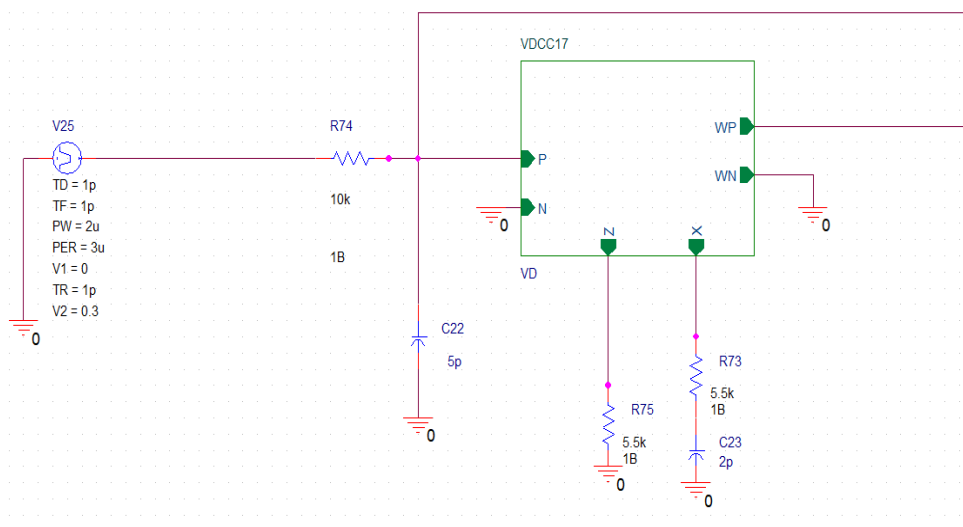 VDCC17
V25
R74
WP
P
TD = 1p
TF = 1p
10k
WN
PW = 2u
N
0
0
PER = 3u
Z
X
V1 = 0
1B
VD
TR = 1p
V2 = 0.3
0
C22
5p
R73
5.5k
1B
R75
0
5.5k
C23
1B
2p
0
0